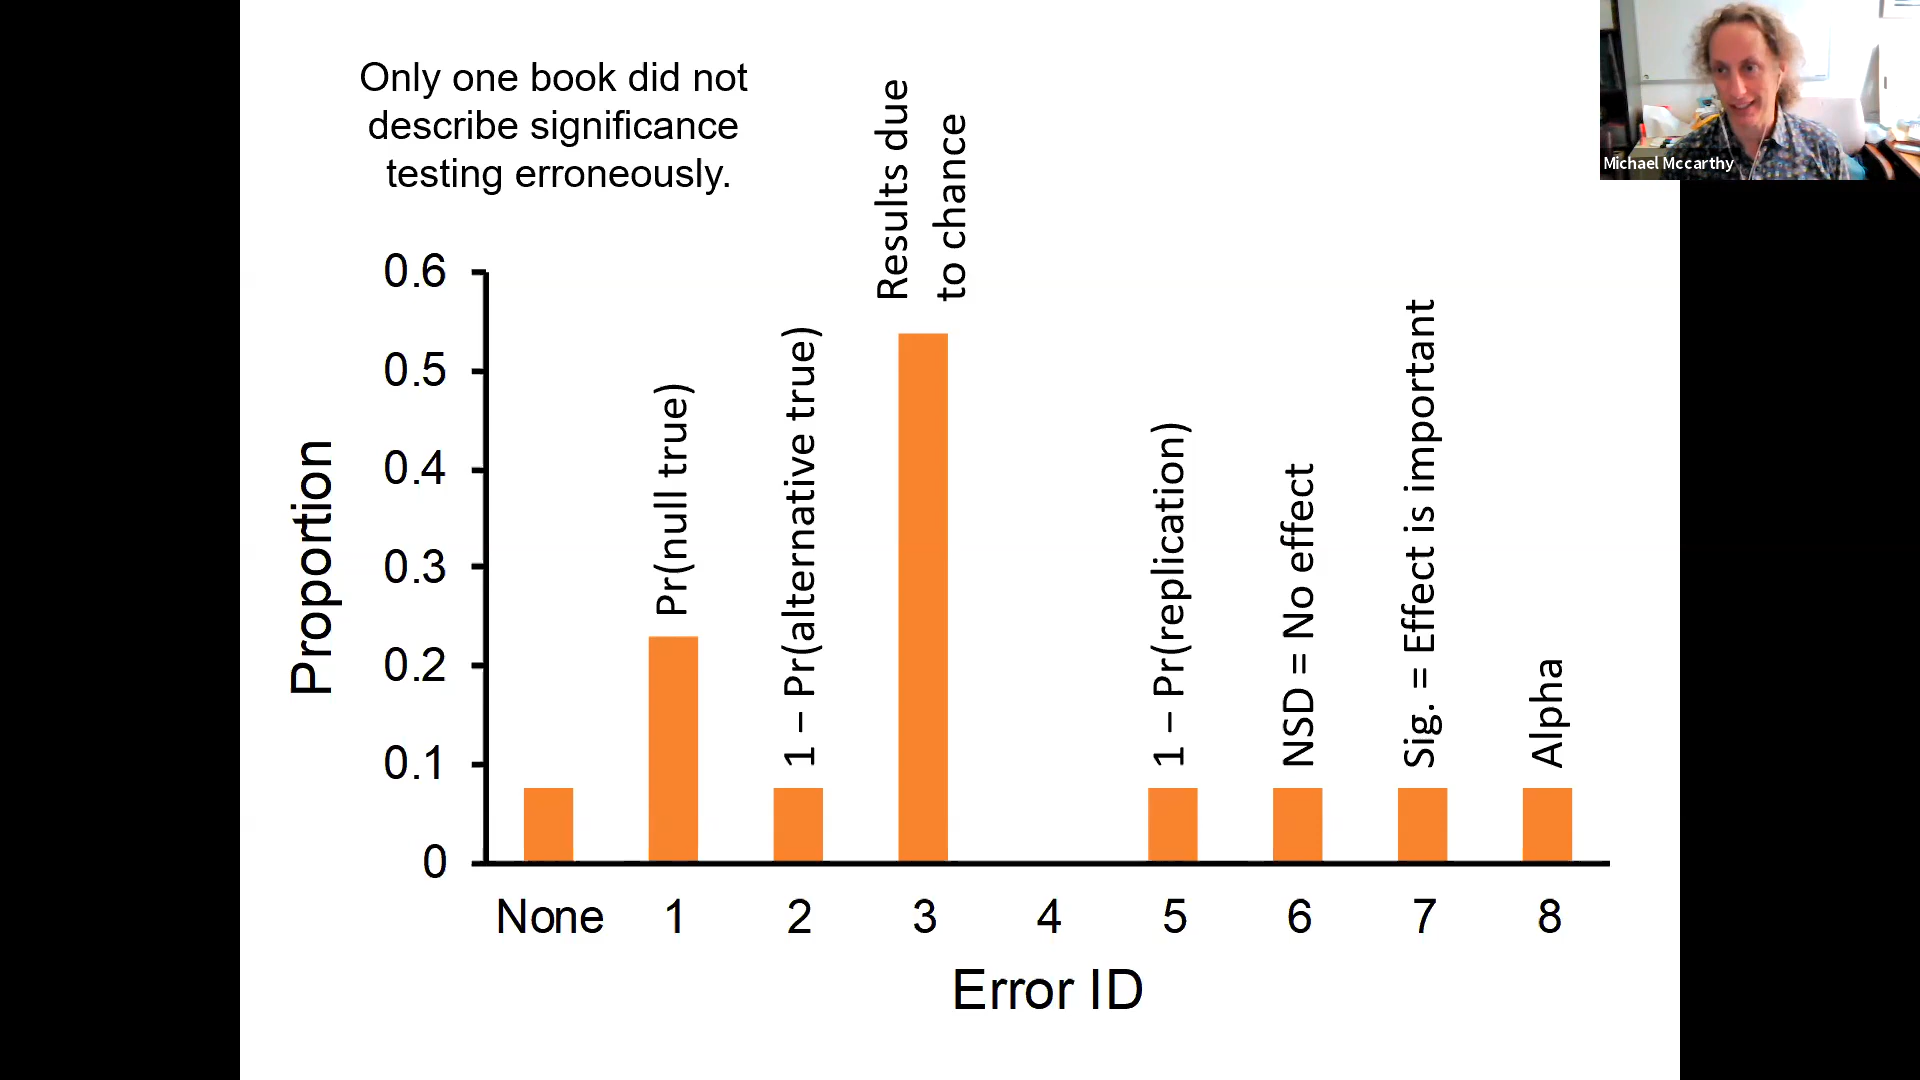 Only one book did not
describe significance
testing erroneously.
Michael Mccarthy
Results due
to chance
Pr(null true)
1 – Pr(alternative true)
1 – Pr(replication)
NSD = No effect
Sig. = Effect is important
Alpha
Proportion
0.6
0.5
0.4
0.3
0.2
0.1
0
None 1 2 3 4 5 6 7 8
Error ID